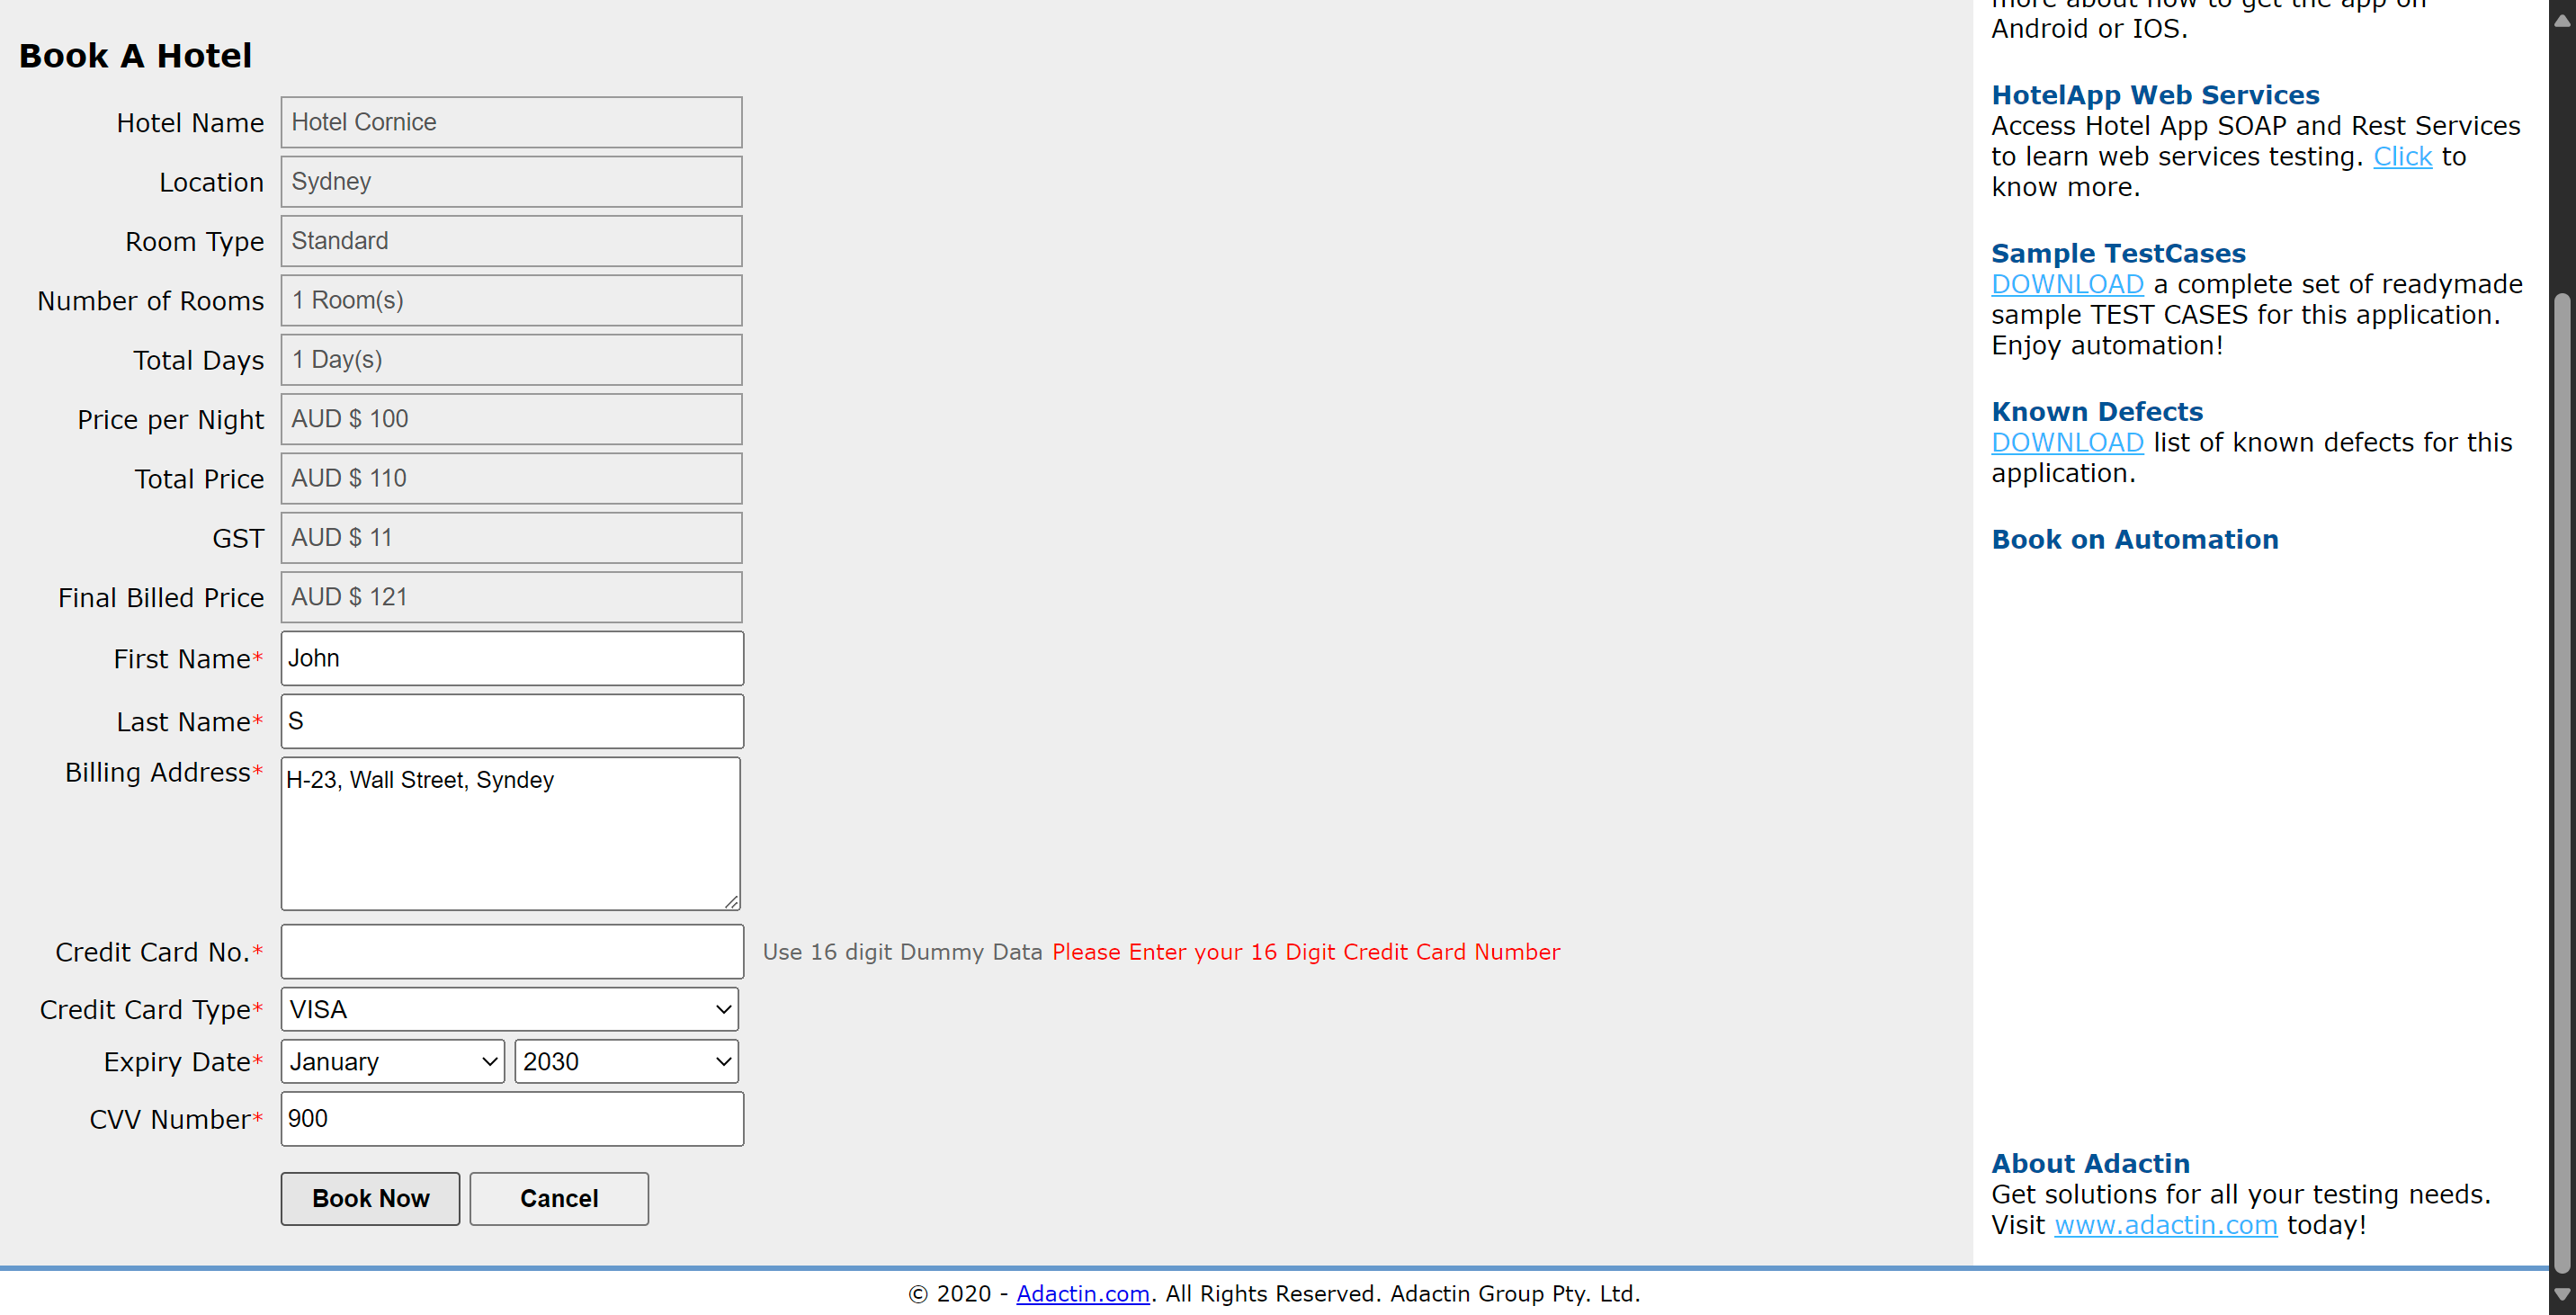 Book A Hotel
Hotel Name Hotel Cornice
Location Sydney
Room Type Standard
Number of Rooms 1 Room(s)
Total Days 1 Day(s)
Price per Night AUD $ 100
Total Price AUD $ 110
GST AUD $ 11
Final Billed Price AUD $ 121
First Name* John
Last Name* S
Billing Address* H-23, Wall Street, Syndey
Credit Card No.* Use 16 digit Dummy Data Please Enter your 16 Digit Credit Card Number
Credit Card Type* VISA
Expiry Date* January 2030
CVV Number* 900
Book Now Cancel
more about how to get the app on
Android or IOS.
HotelApp Web Services
Access Hotel App SOAP and Rest Services
to learn web services testing. Click to
know more.
Sample TestCases
DOWNLOAD a complete set of readymade
sample TEST CASES for this application.
Enjoy automation!
Known Defects
DOWNLOAD list of known defects for this
application.
Book on Automation
About Adactin
Get solutions for all your testing needs.
Visit www.adactin.com today!
© 2020 - Adactin.com. All Rights Reserved. Adactin Group Pty. Ltd.